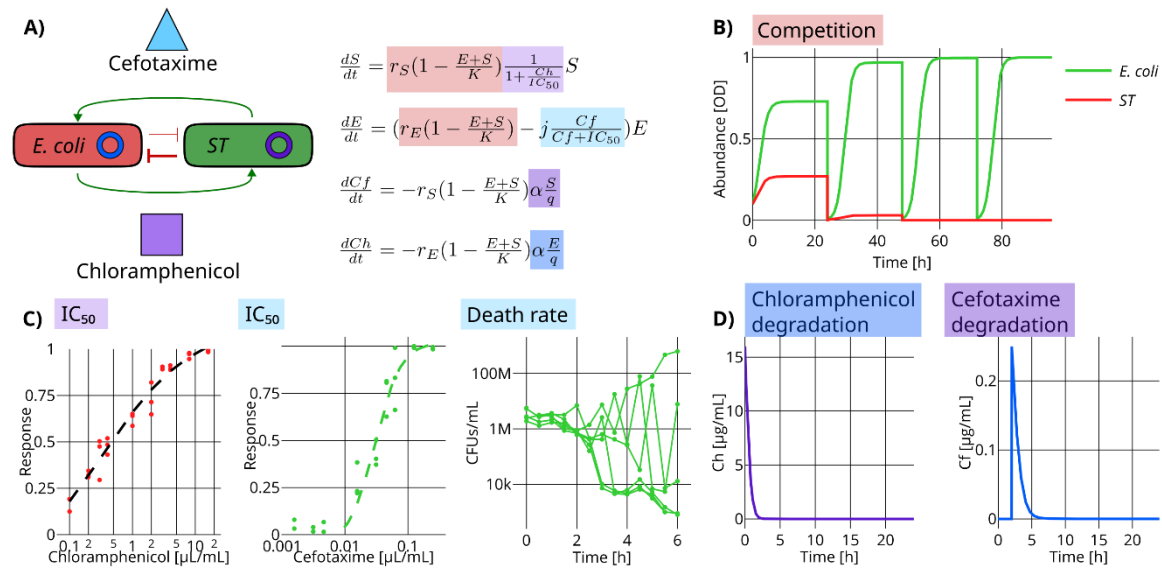 A)
Cefotaxime
E. coli
ST
Chloramphenicol
dS/dt = r_S(1 − (E+S)/K) 1/(1+Ch/IC₅₀) S
dE/dt = (r_E(1 − (E+S)/K) − j Cf/(Cf+IC₅₀))E
dCf/dt = −r_S(1 − (E+S)/K)α S/q
dCh/dt = −r_E(1 − (E+S)/K)α E/q
B)
Competition
Abundance [OD]
1
0.5
0
0 20 40 60 80
Time [h]
E. coli
ST
C)
IC₅₀
Response
1
0.75
0.5
0.25
0
0.1 2 5 1 2 5 10 2
Chloramphenicol [µL/mL]
IC₅₀
Response
1
0.75
0.5
0.25
0
0.001 0.01 0.1
Cefotaxime [µL/mL]
Death rate
CFUs/mL
100M
1M
10k
0 2 4 6
Time [h]
D)
Chloramphenicol
degradation
Ch [µg/mL]
15
10
5
0
0 5 10 15 20
Time [h]
Cefotaxime
degradation
Cf [µg/mL]
0.2
0.1
0
0 5 10 15 20
Time [h]